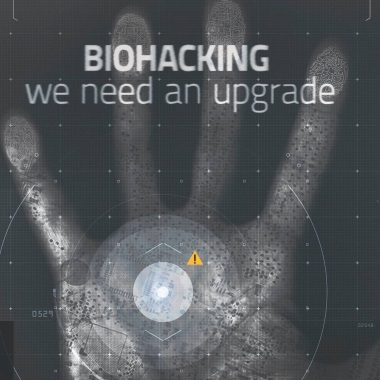 BIOHACKING
we need an upgrade
0529